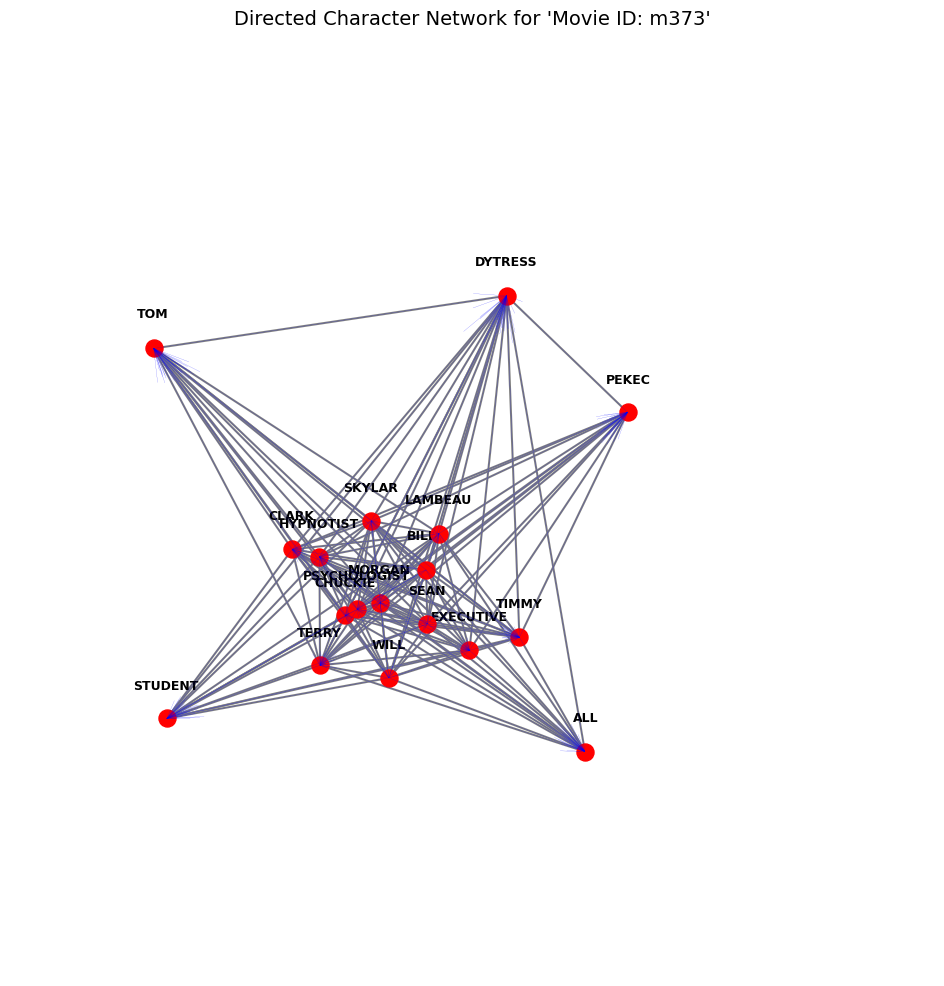 Directed Character Network for 'Movie ID: m373'
DYTRESS
TOM
PEKEC
SKYLAR
LAMBEAU
CLARK
HYPNOTIST
BILL
MORGAN
PSYCHOLOGIST
CHUCKIE
SEAN
TIMMY
EXECUTIVE
TERRY
WILL
STUDENT
ALL